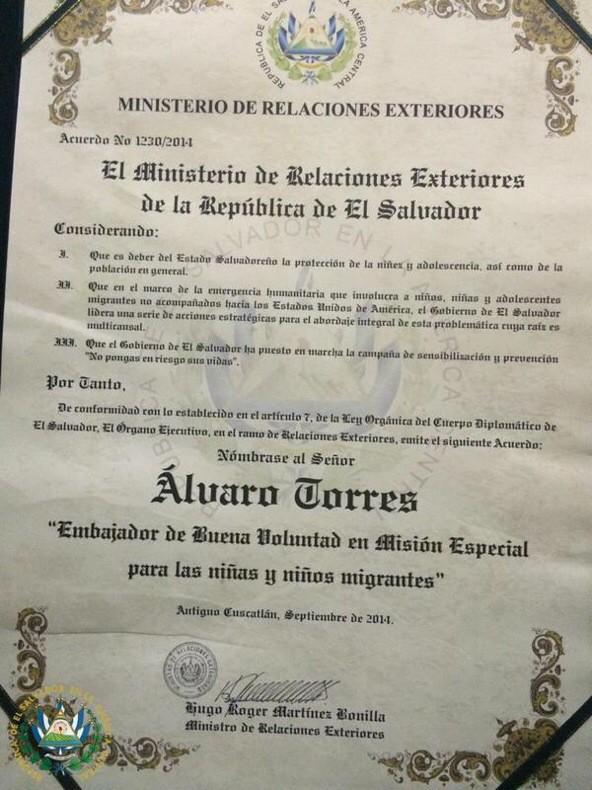 REPUBLICA DE EL SALVADOR EN LA AMERICA CENTRAL
MINISTERIO DE RELACIONES EXTERIORES
Acuerdo No 1230/2014
El Ministerio de Relaciones Exteriores
de la República de El Salvador
Considerando:
I. Que es deber del Estado Salvadoreño la protección de la niñez y adolescencia, así como de la
población en general.
II. Que en el marco de la emergencia humanitaria que involucra a niños, niñas y adolescentes
migrantes no acompañados hacia los Estados Unidos de América, el Gobierno de El Salvador
lidera una serie de acciones estratégicas para el abordaje integral de esta problemática cuya raíz es
multicausal.
III. Que el Gobierno de El Salvador ha puesto en marcha la campaña de sensibilización y prevención
"No pongas en riesgo sus vidas".
Por Tanto,
De conformidad con lo establecido en el artículo 7, de la Ley Orgánica del Cuerpo Diplomático de
El Salvador, El Órgano Ejecutivo, en el ramo de Relaciones Exteriores, emite el siguiente Acuerdo:
Nómbrase al Señor
Álvaro Torres
"Embajador de Buena Voluntad en Misión Especial
para las niñas y niños migrantes"
Antiguo Cuscatlán, Septiembre de 2014.
Hugo Roger Martínez Bonilla
Ministro de Relaciones Exteriores